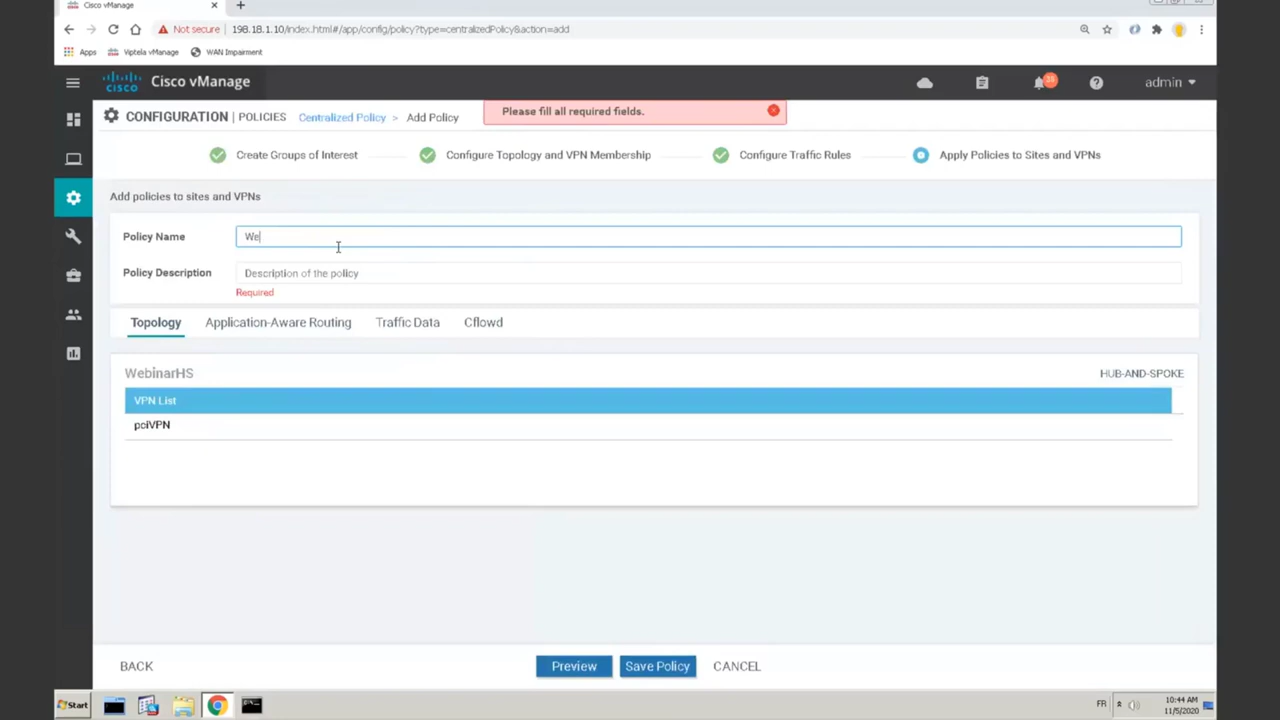 Cisco vManage
Not secure
198.18.1.10/index.html#/app/config/policy?type=centralizedPolicy&action=add
Apps
Viptela vManage
WAN Impairment
cisco
Cisco vManage
admin
CONFIGURATION | POLICIES
Centralized Policy > Add Policy
Please fill all required fields.
Create Groups of Interest
Configure Topology and VPN Membership
Configure Traffic Rules
Apply Policies to Sites and VPNs
Add policies to sites and VPNs
Policy Name
We
Policy Description
Description of the policy
Required
Topology
Application-Aware Routing
Traffic Data
Cflowd
WebinarHS
HUB-AND-SPOKE
VPN List
pciVPN
BACK
Preview
Save Policy
CANCEL
Start
FR
10:44 AM
11/5/2020